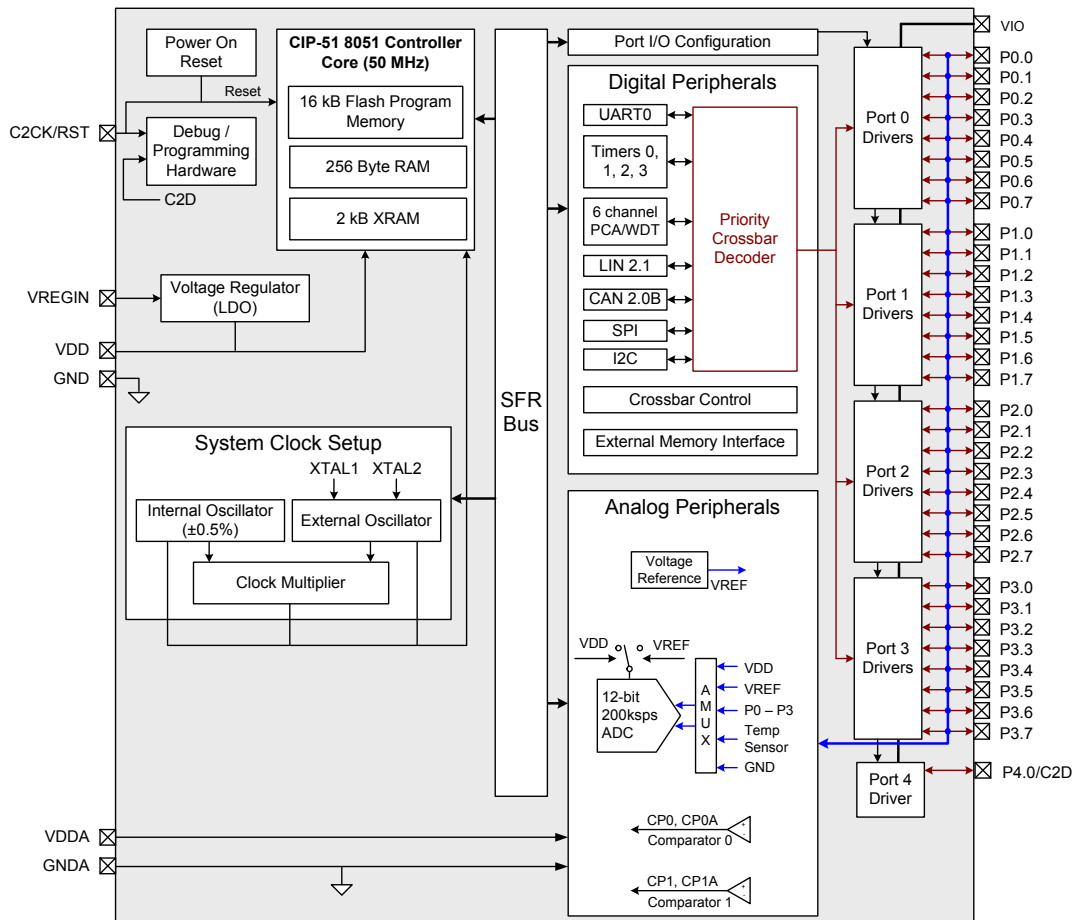 Power On
Reset
Reset
C2CK/RST
Debug /
Programming
Hardware
C2D
CIP-51 8051 Controller
Core (50 MHz)
16 kB Flash Program
Memory
256 Byte RAM
2 kB XRAM
VREGIN
Voltage Regulator
(LDO)
VDD
GND
System Clock Setup
XTAL1
XTAL2
Internal Oscillator
(±0.5%)
External Oscillator
Clock Multiplier
VDDA
GNDA
SFR
Bus
Port I/O Configuration
Digital Peripherals
UART0
Timers 0,
1, 2, 3
6 channel
PCA/WDT
LIN 2.1
CAN 2.0B
SPI
I2C
Priority
Crossbar
Decoder
Crossbar Control
External Memory Interface
Analog Peripherals
Voltage
Reference
VREF
VDD
VREF
12-bit
200ksps
ADC
A
M
U
X
VDD
VREF
P0 – P3
Temp
Sensor
GND
CP0, CP0A
+
-
Comparator 0
CP1, CP1A
+
-
Comparator 1
Port 0
Drivers
Port 1
Drivers
Port 2
Drivers
Port 3
Drivers
Port 4
Driver
VIO
P0.0
P0.1
P0.2
P0.3
P0.4
P0.5
P0.6
P0.7
P1.0
P1.1
P1.2
P1.3
P1.4
P1.5
P1.6
P1.7
P2.0
P2.1
P2.2
P2.3
P2.4
P2.5
P2.6
P2.7
P3.0
P3.1
P3.2
P3.3
P3.4
P3.5
P3.6
P3.7
P4.0/C2D